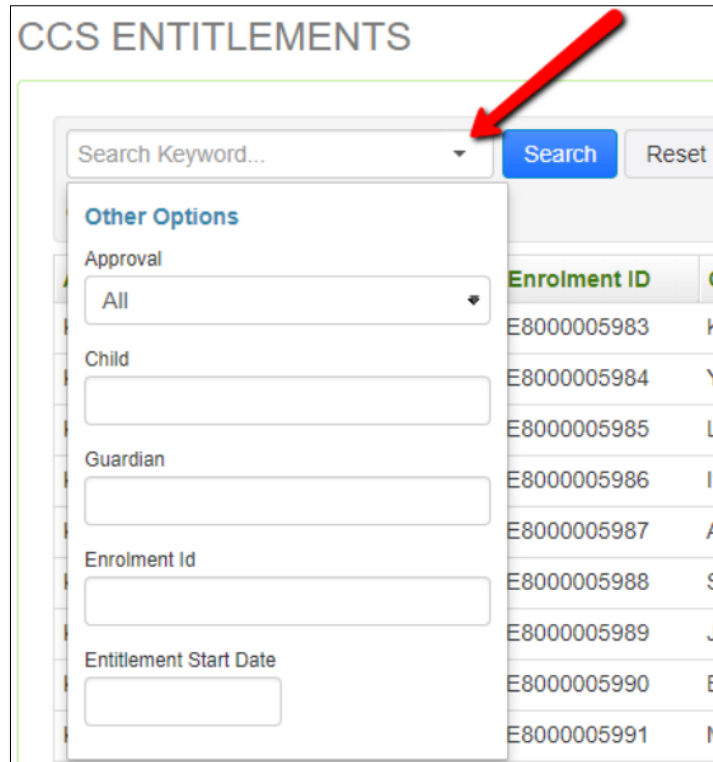 CCS ENTITLEMENTS
Search Keyword...
Search
Reset
Other Options
Approval
All
Child
Guardian
Enrolment Id
Entitlement Start Date
Enrolment ID
E8000005983
E8000005984
E8000005985
E8000005986
E8000005987
E8000005988
E8000005989
E8000005990
E8000005991